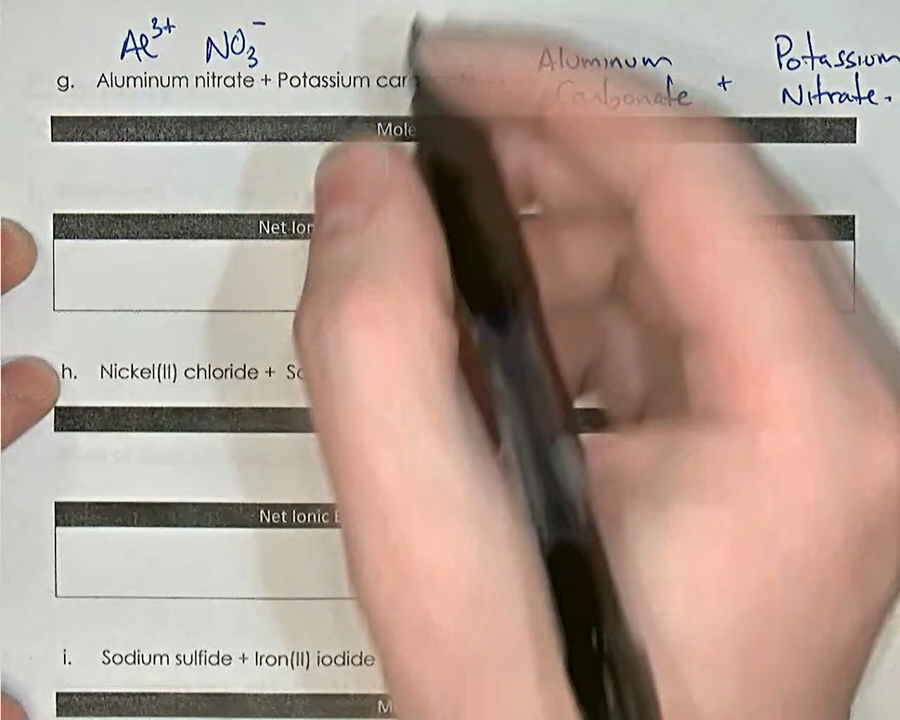 Al³⁺ NO₃⁻
Aluminum Potassium
g. Aluminum nitrate + Potassium car
Carbonate + Nitrate.
Mole
Net Ion
h. Nickel(II) chloride +
Net Ionic
i. Sodium sulfide + Iron(II) iodide
M